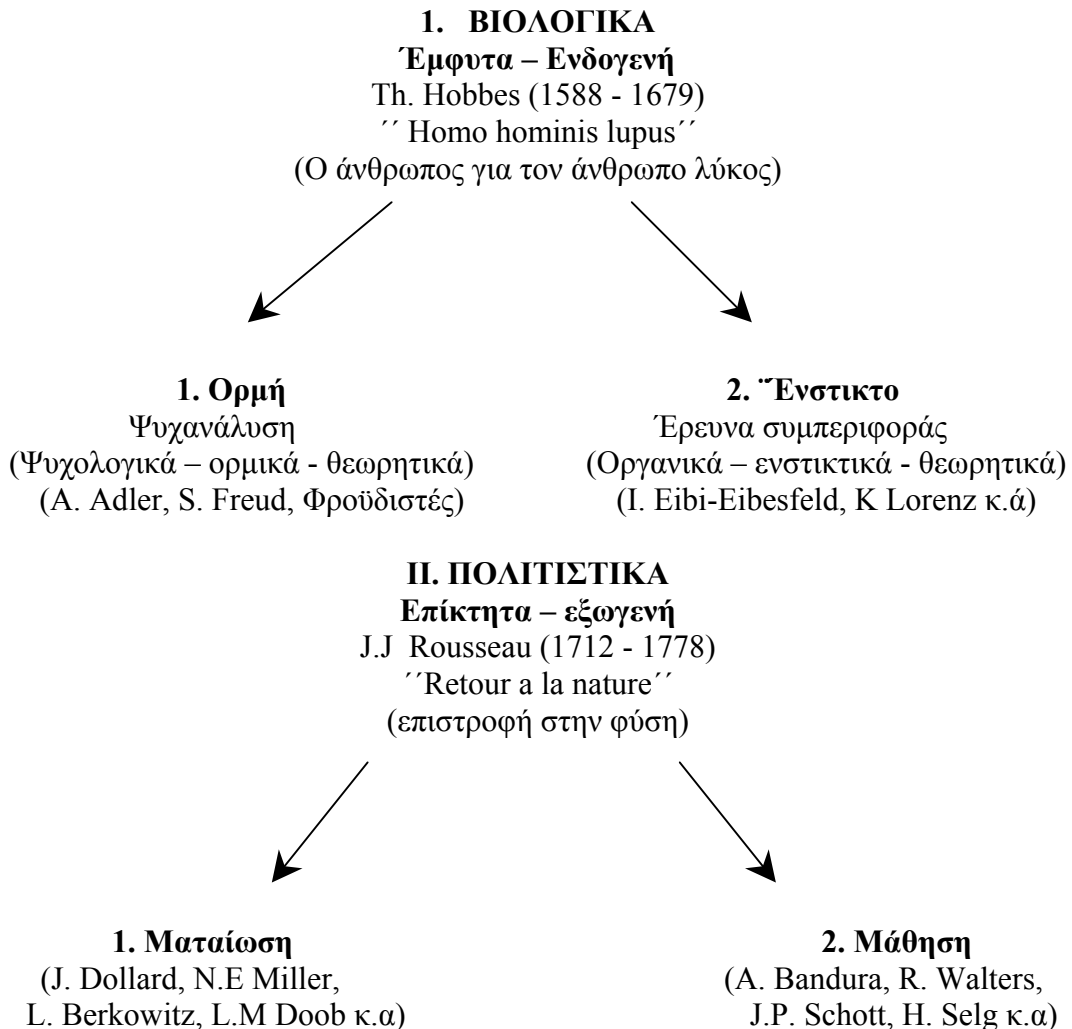 1. ΒΙΟΛΟΓΙΚΑ
Έμφυτα – Ενδογενή
Th. Hobbes (1588 - 1679)
΄΄ Homo hominis lupus΄΄
(Ο άνθρωπος για τον άνθρωπο λύκος)
1. Ορμή
Ψυχανάλυση
(Ψυχολογικά – ορμικά - θεωρητικά)
(A. Adler, S. Freud, Φροϋδιστές)
2. ¨Ένστικτο
Έρευνα συμπεριφοράς
(Οργανικά – ενστικτικά - θεωρητικά)
(I. Eibi-Eibesfeld, K Lorenz κ.ά)
ΙΙ. ΠΟΛΙΤΙΣΤΙΚΑ
Επίκτητα – εξωγενή
J.J Rousseau (1712 - 1778)
΄΄Retour a la nature΄΄
(επιστροφή στην φύση)
1. Ματαίωση
(J. Dollard, N.E Miller,
L. Berkowitz, L.M Doob κ.α)
2. Μάθηση
(A. Bandura, R. Walters,
J.P. Schott, H. Selg κ.α)